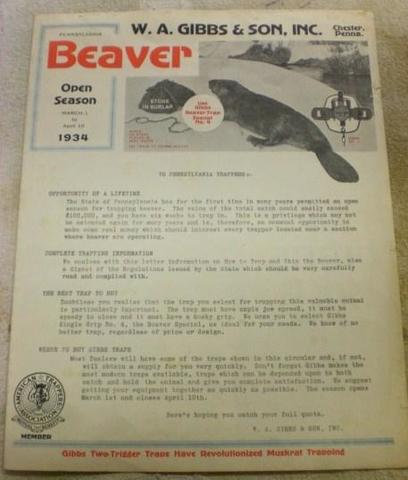 W. A. GIBBS & SON, INC. Chester, Penna.
PENNSYLVANIA
Beaver
Open
Season
MARCH 1
to
April 10
1934
STONE
IN BURLAP
Use
Gibbs
Beaver Trap
Special
No. 4
TO PENNSYLVANIA TRAPPERS:-
OPPORTUNITY OF A LIFETIME
The State of Pennsylvania has for the first time in many years permitted an open
season for trapping beaver. The value of the total catch could easily exceed
$100,000, and you have six weeks to trap in. This is a privilege which may not
be extended again for many years and is, therefore, an unusual opportunity to
make some real money which should interest every trapper located near a section
where beaver are operating.
COMPLETE TRAPPING INFORMATION
We enclose with this letter information on How to Trap and Skin the Beaver, also
a digest of the Regulations issued by the State which should be very carefully
read and complied with.
THE BEST TRAP TO BUY
Doubtless you realize that the trap you select for trapping this valuable animal
is particularly important. The trap must have ample jaw spread, it must be
speedy to close and it must have a husky grip. We urge you to select Gibbs
Single Grip No. 4, the Beaver Special, as ideal for your needs. We know of no
better trap, regardless of price or design.
WHERE TO BUY GIBBS TRAPS
Most Dealers will have some of the traps shown in this circular and, if not,
will obtain a supply for you very quickly. Don't forget Gibbs makes the
most modern traps available, traps which can be depended upon to both
catch and hold the animal and give you complete satisfaction. We suggest
getting your equipment together as quickly as possible. The season opens
March 1st and closes April 10th.
Here's hoping you catch your full quota.
W. A. GIBBS & SON, INC.
AMERICAN TRAPPERS ASSOCIATION
MEMBER
Gibbs Two-Trigger Traps Have Revolutionized Muskrat Trapping